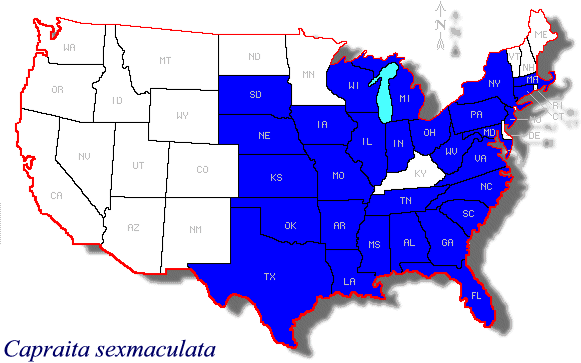 N
ME
WA
MT
ND
MN
VT
NH
OR
ID
SD
WI
MI
NY
MA
RI
CT
WY
NE
IA
PA
NJ
NV
UT
CO
IL
IN
OH
MD
DE
WV
VA
CA
KS
MO
KY
NC
AZ
NM
OK
AR
TN
SC
TX
LA
MS
AL
GA
FL
Capraita sexmaculata